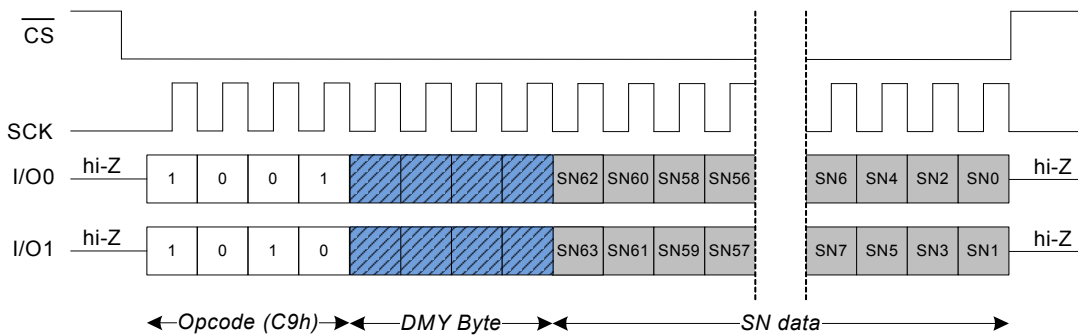 CS
SCK
I/O0 hi-Z 1 0 0 1 SN62 SN60 SN58 SN56 SN6 SN4 SN2 SN0 hi-Z
I/O1 hi-Z 1 0 1 0 SN63 SN61 SN59 SN57 SN7 SN5 SN3 SN1 hi-Z
Opcode (C9h) DMY Byte SN data